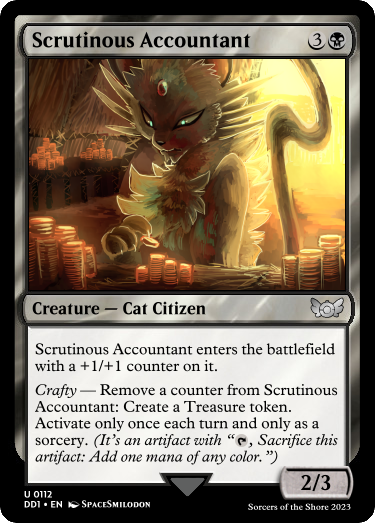 Scrutinous Accountant 3
Creature — Cat Citizen
Scrutinous Accountant enters the battlefield
with a +1/+1 counter on it.
Crafty — Remove a counter from Scrutinous
Accountant: Create a Treasure token.
Activate only once each turn and only as a
sorcery. (It's an artifact with “, Sacrifice this
artifact: Add one mana of any color.”)
2/3
U 0112
DD1 • EN SpaceSmilodon
Sorcers of the Shore 2023